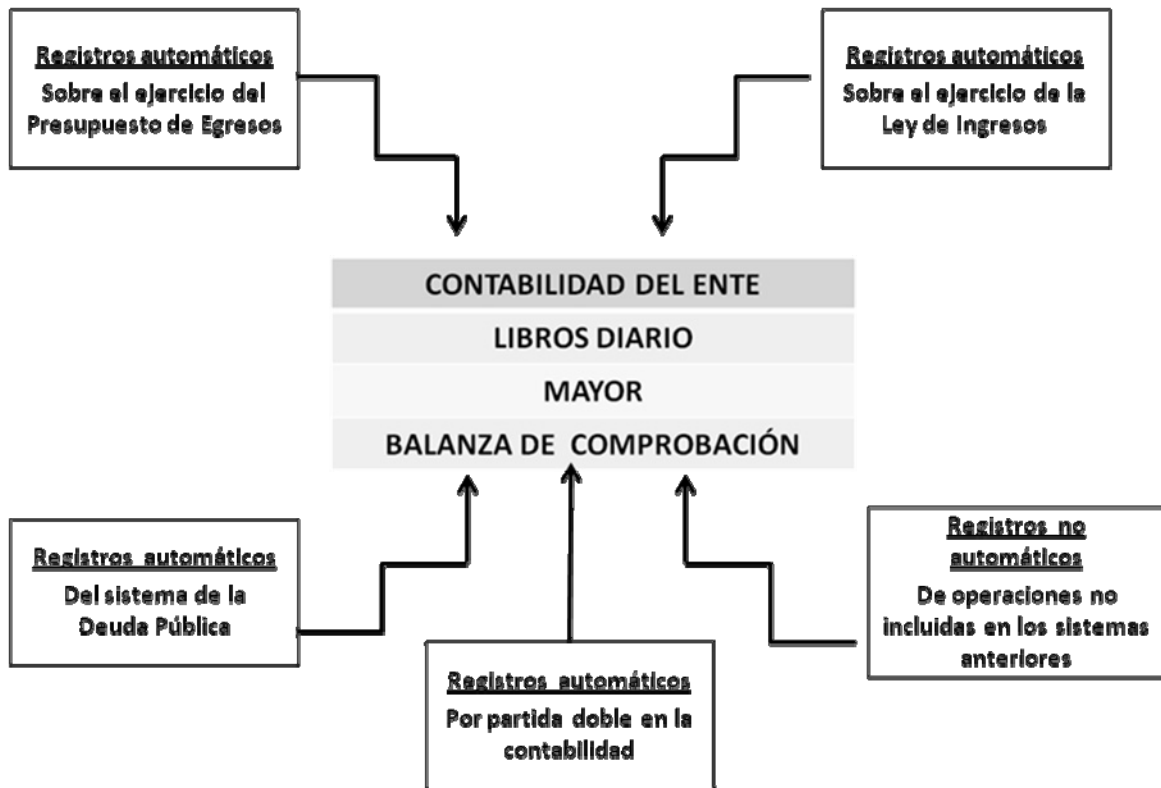 Registros automáticos
Sobre el ejercicio del
Presupuesto de Egresos
Registros automáticos
Sobre el ejercicio de la
Ley de Ingresos
CONTABILIDAD DEL ENTE
LIBROS DIARIO
MAYOR
BALANZA DE COMPROBACIÓN
Registros automáticos
Del sistema de la
Deuda Pública
Registros automáticos
Por partida doble en la
contabilidad
Registros no
automáticos
De operaciones no
incluidas en los sistemas
anteriores